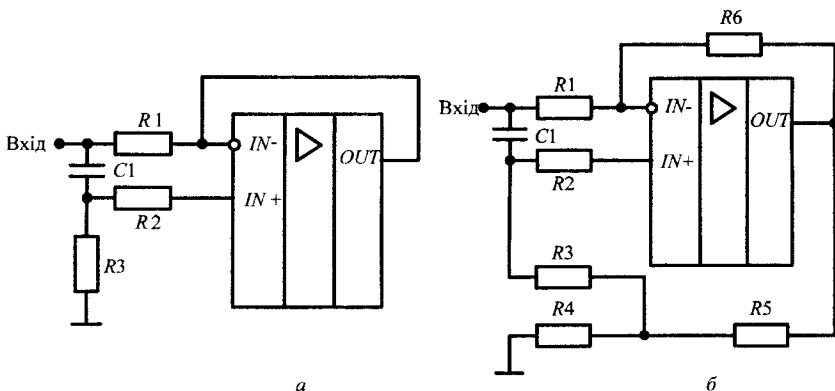 Вхід
R1
C1
R2
R3
IN-
IN+
OUT
а
Вхід
R1
C1
R2
R3
R4
R5
R6
IN-
IN+
OUT
б